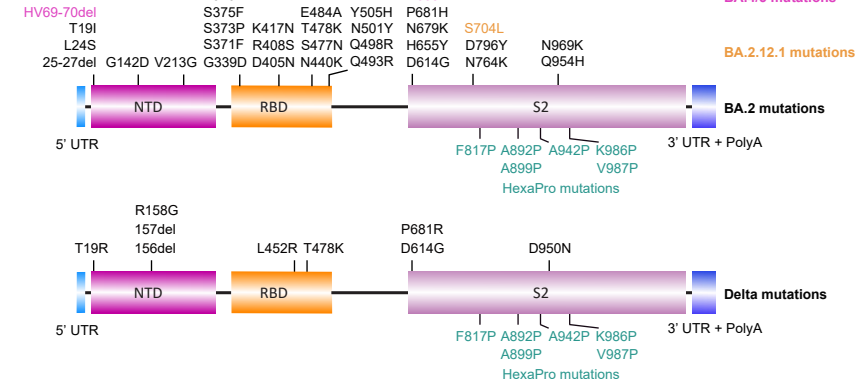 HV69-70del S375F E484A Y505H P681H
T19I S373P K417N T478K N501Y N679K S704L
L24S S371F R408S S477N Q498R H655Y D796Y N969K BA.2.12.1 mutations
25-27del G142D V213G G339D D405N N440K Q493R D614G N764K Q954H
NTD RBD S2 BA.2 mutations
5' UTR 3' UTR + PolyA
F817P A892P A942P K986P
A899P V987P
HexaPro mutations
R158G
157del P681R
T19R 156del L452R T478K D614G D950N
NTD RBD S2 Delta mutations
5' UTR 3' UTR + PolyA
F817P A892P A942P K986P
A899P V987P
HexaPro mutations